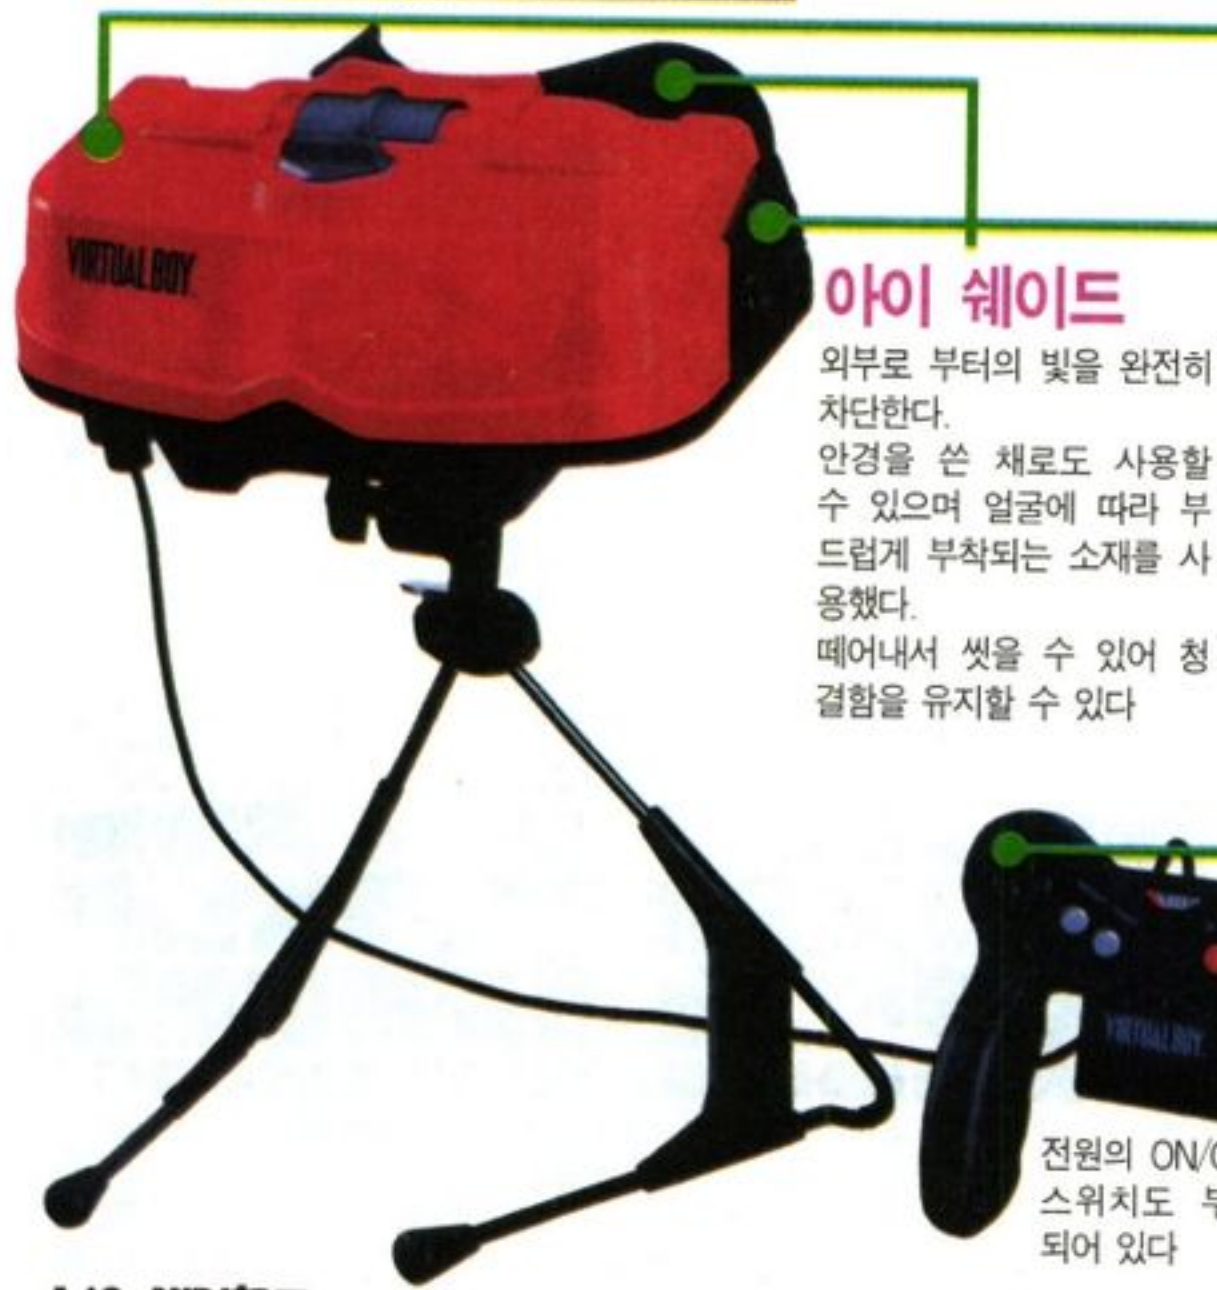 VIRTUAL BOY
아이 쉐이드
외부로 부터의 빛을 완전히
차단한다.
안경을 쓴 채로도 사용할
수 있으며 얼굴에 따라 부
드럽게 부착되는 소재를 사
용했다.
떼어내서 씻을 수 있어 청
결함을 유지할 수 있다
VIRTUAL BOY
전원의 ON/
스위치도
되어 있다